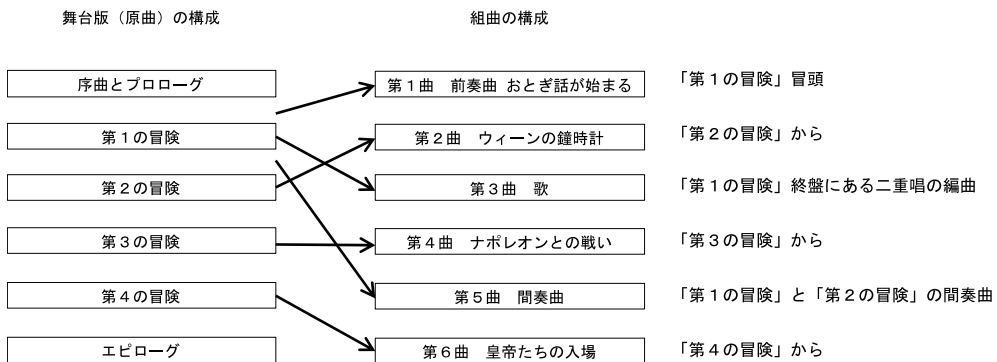 舞台版（原曲）の構成
組曲の構成
序曲とプロローグ
第１曲　前奏曲 おとぎ話が始まる
「第１の冒険」冒頭
第１の冒険
第２曲　ウィーンの鐘時計
「第２の冒険」から
第２の冒険
第３曲　歌
「第１の冒険」終盤にある二重唱の編曲
第３の冒険
第４曲　ナポレオンとの戦い
「第３の冒険」から
第４の冒険
第５曲　間奏曲
「第１の冒険」と「第２の冒険」の間奏曲
エピローグ
第６曲　皇帝たちの入場
「第４の冒険」から